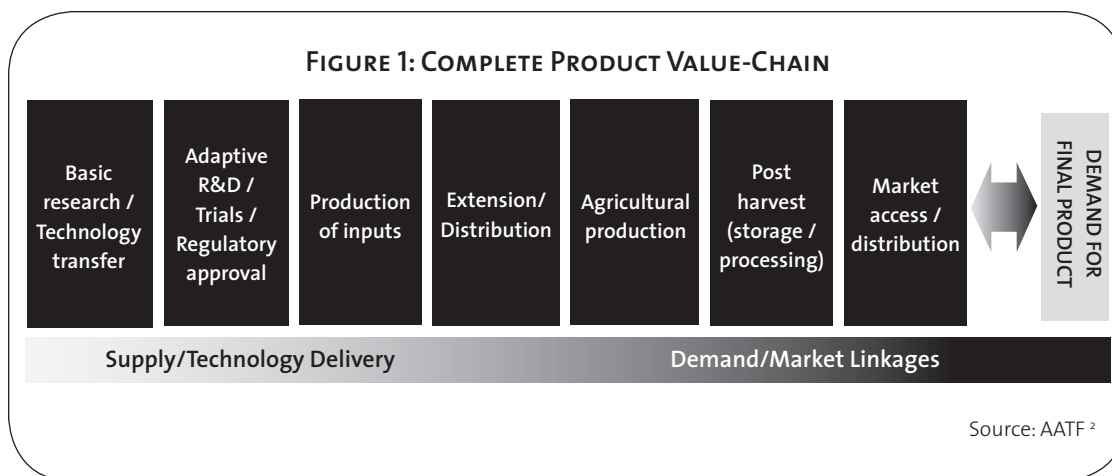 FIGURE 1: COMPLETE PRODUCT VALUE-CHAIN
Basic
research /
Technology
transfer
Adaptive
R&D /
Trials /
Regulatory
approval
Production
of inputs
Extension/
Distribution
Agricultural
production
Post
harvest
(storage /
processing)
Market
access /
distribution
DEMAND FOR
FINAL PRODUCT
Supply/Technology Delivery
Demand/Market Linkages
Source: AATF ²